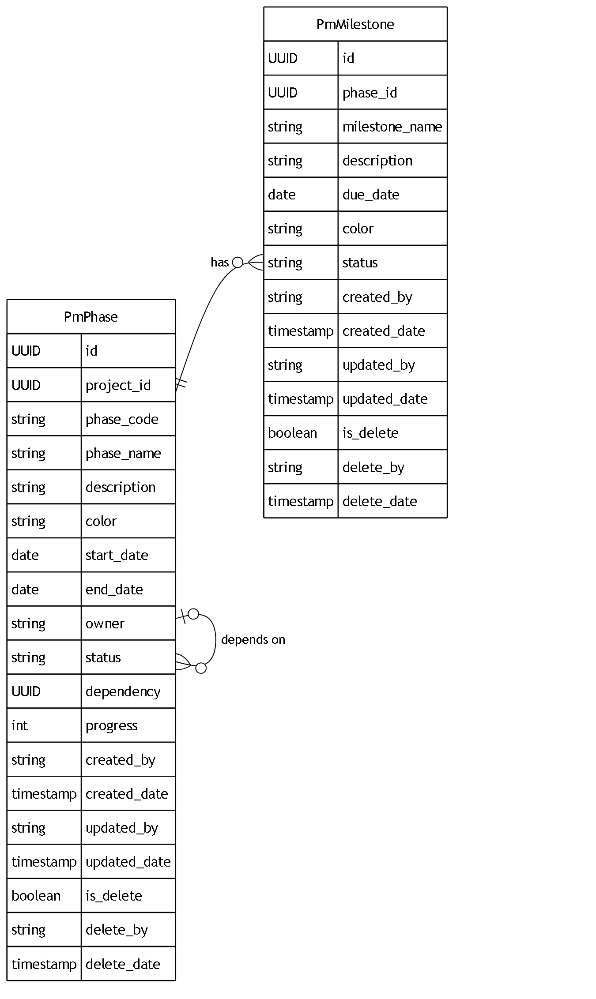 PmMilestone
UUID id
UUID phase_id
string milestone_name
string description
date due_date
string color
string status
string created_by
timestamp created_date
string updated_by
timestamp updated_date
boolean is_delete
string delete_by
timestamp delete_date
has
PmPhase
UUID id
UUID project_id
string phase_code
string phase_name
string description
string color
date start_date
date end_date
string owner
string status
UUID dependency
int progress
string created_by
timestamp created_date
string updated_by
timestamp updated_date
boolean is_delete
string delete_by
timestamp delete_date
depends on